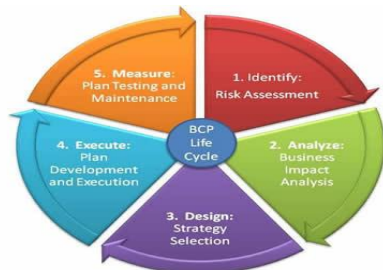 5. Measure:
Plan Testing and
Maintenance
1. Identify:
Risk Assessment
BCP
Life
Cycle
4. Execute:
Plan
Development
and Execution
2. Analyze:
Business
Impact
Analysis
3. Design:
Strategy
Selection